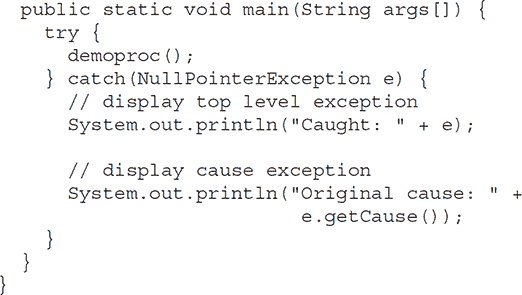 public static void main(String args[]) {
try {
demoproc();
} catch(NullPointerException e) {
// display top level exception
System.out.println("Caught: " + e);
// display cause exception
System.out.println("Original cause: " +
e.getCause());
}
}
}